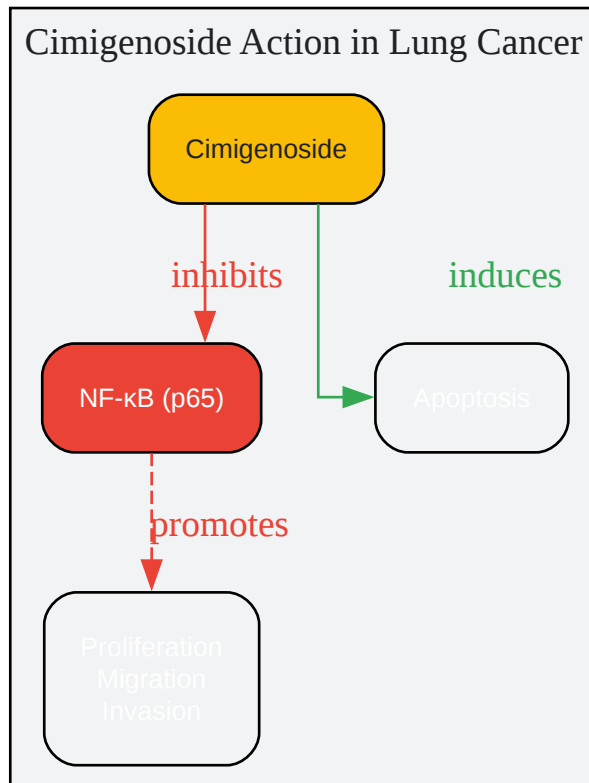 Cimigenoside Action in Lung Cancer
Cimigenoside
inhibits
induces
NF-κB (p65)
Apoptosis
promotes
Proliferation
Migration
Invasion